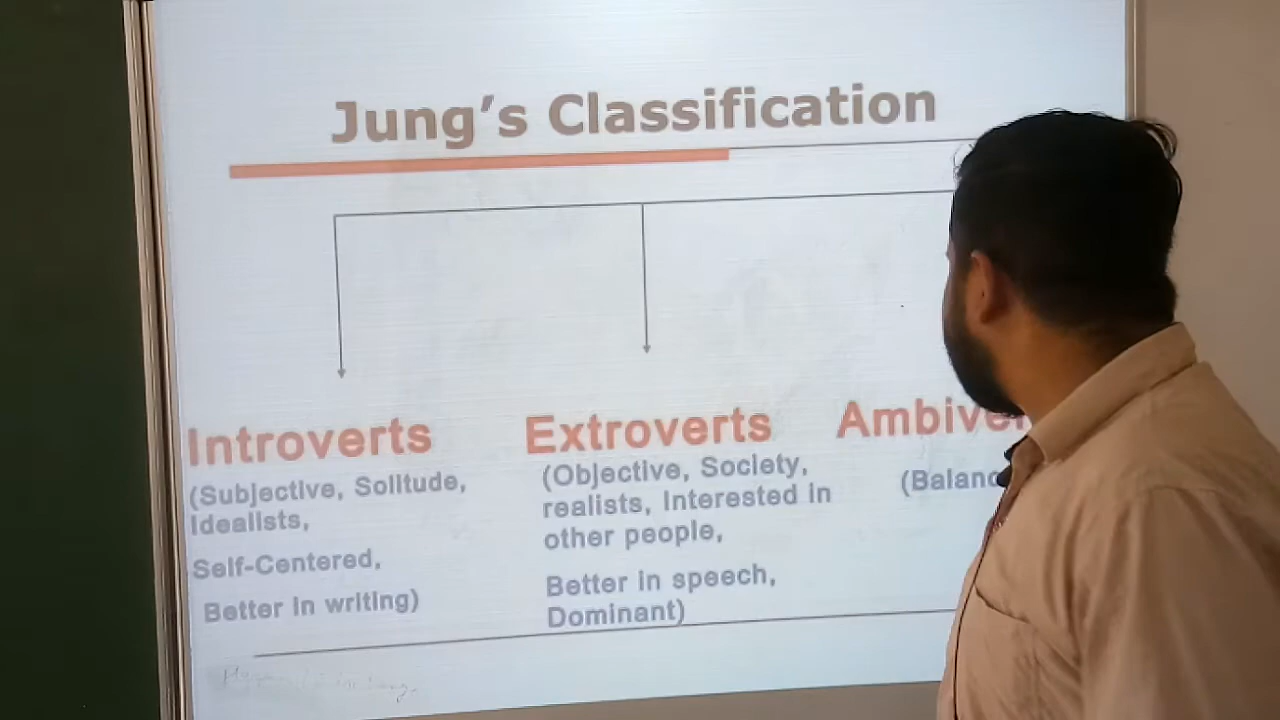 Jung's Classification
Introverts
(Subjective, Solitude,
Idealists,
Self-Centered,
Better in writing)
Extroverts
(Objective, Society,
realists, Interested in
other people,
Better in speech,
Dominant)